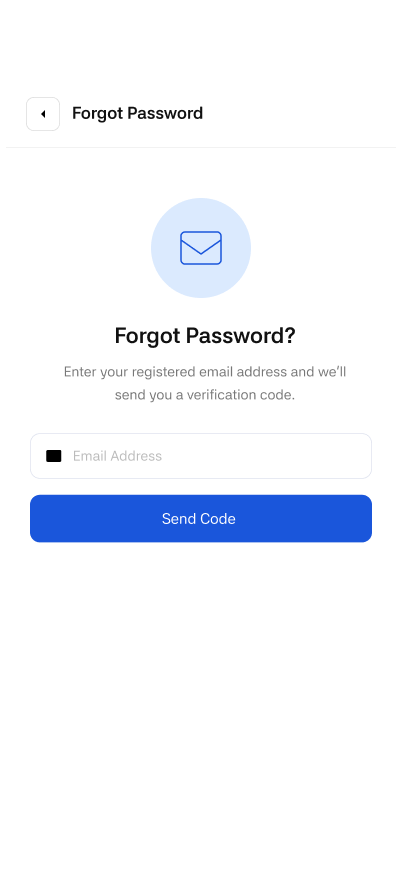 Forgot Password
Forgot Password?
Enter your registered email address and we’ll
send you a verification code.
Email Address
Send Code